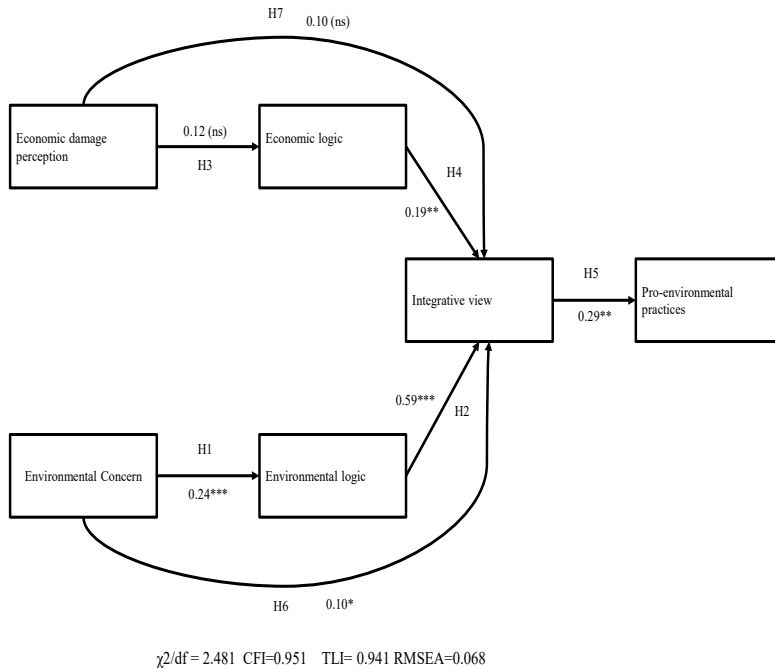 H7
0.10 (ns)
Economic damage
perception
0.12 (ns)
H3
Economic logic
H4
0.19**
Integrative view
H5
0.29**
Pro-environmental
practices
0.59***
H2
Environmental Concern
H1
0.24***
Environmental logic
H6
0.10*
χ2/df = 2.481 CFI=0.951 TLI= 0.941 RMSEA=0.068